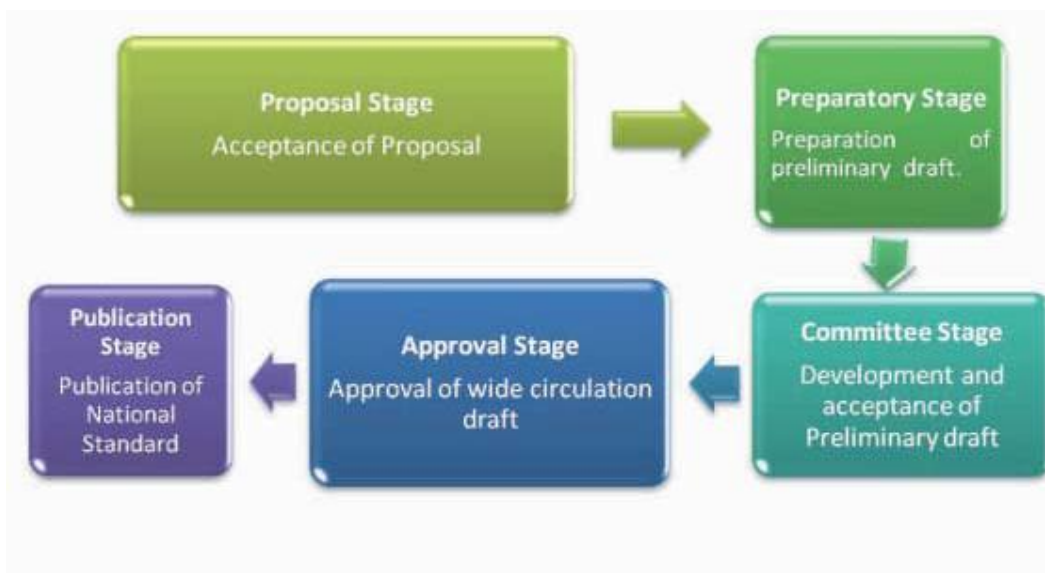 Proposal Stage
Acceptance of Proposal
Preparatory Stage
Preparation of
preliminary draft.
Committee Stage
Development and
acceptance of
Preliminary draft
Approval Stage
Approval of wide circulation
draft
Publication
Stage
Publication of
National
Standard